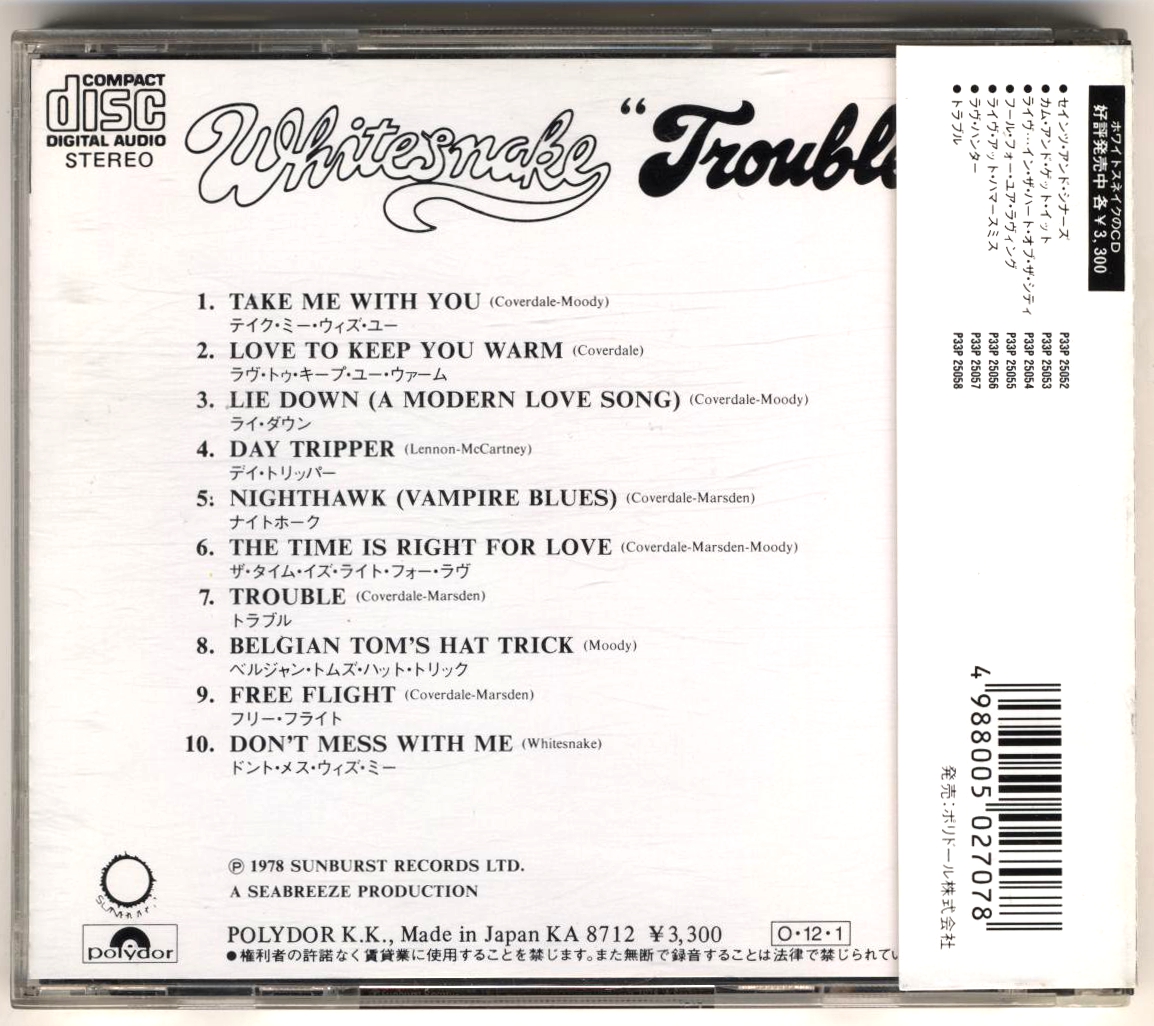 COMPACT
disc
DIGITAL AUDIO
STEREO
Whitesnake "Trouble
1. TAKE ME WITH YOU (Coverdale-Moody)
テイク・ミー・ウィズ・ユー
2. LOVE TO KEEP YOU WARM (Coverdale)
ラヴ・トゥ・キープ・ユー・ウァーム
3. LIE DOWN (A MODERN LOVE SONG) (Coverdale-Moody)
ライ・ダウン
4. DAY TRIPPER (Lennon-McCartney)
デイ・トリッパー
5. NIGHTHAWK (VAMPIRE BLUES) (Coverdale-Marsden)
ナイトホーク
6. THE TIME IS RIGHT FOR LOVE (Coverdale-Marsden-Moody)
ザ・タイム・イズ・ライト・フォー・ラヴ
7. TROUBLE (Coverdale-Marsden)
トラブル
8. BELGIAN TOM'S HAT TRICK (Moody)
ベルジャン・トムズ・ハット・トリック
9. FREE FLIGHT (Coverdale-Marsden)
フリー・フライト
10. DON'T MESS WITH ME (Whitesnake)
ドント・メス・ウィズ・ミー
Ⓟ 1978 SUNBURST RECORDS LTD.
A SEABREEZE PRODUCTION
polydor
POLYDOR K.K., Made in Japan KA 8712 ¥3,300 O・12・1
●権利者の許諾なく賃貸業に使用することを禁じます。また無断で録音することは法律で禁じられてい
ホワイトスネイクのCD
好評発売中 各¥3,300
●セインツ・アンド・シナーズ P33P 25052
●カム・アンド・ゲット・イット P33P 25053
●ライヴ…イン・ザ・ハート・オブ・ザ・シティ P33P 25054
●フール・フォー・ユア・ラヴィング P33P 25055
●ライヴ・アット・ハマースミス P33P 25056
●ラヴ・ハンター P33P 25057
●トラブル P33P 25058
4 988005 027078
発売:ポリドール株式会社